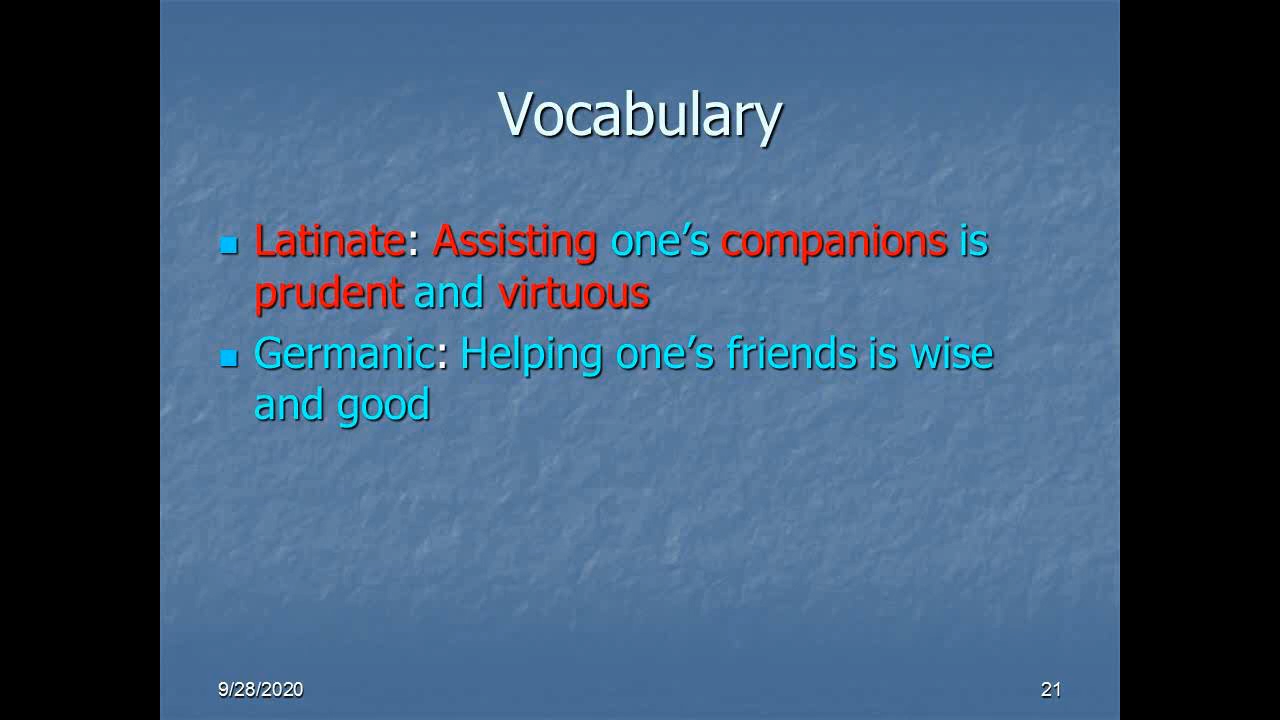 Vocabulary
Latinate: Assisting one’s companions is
prudent and virtuous
Germanic: Helping one’s friends is wise
and good
9/28/2020
21